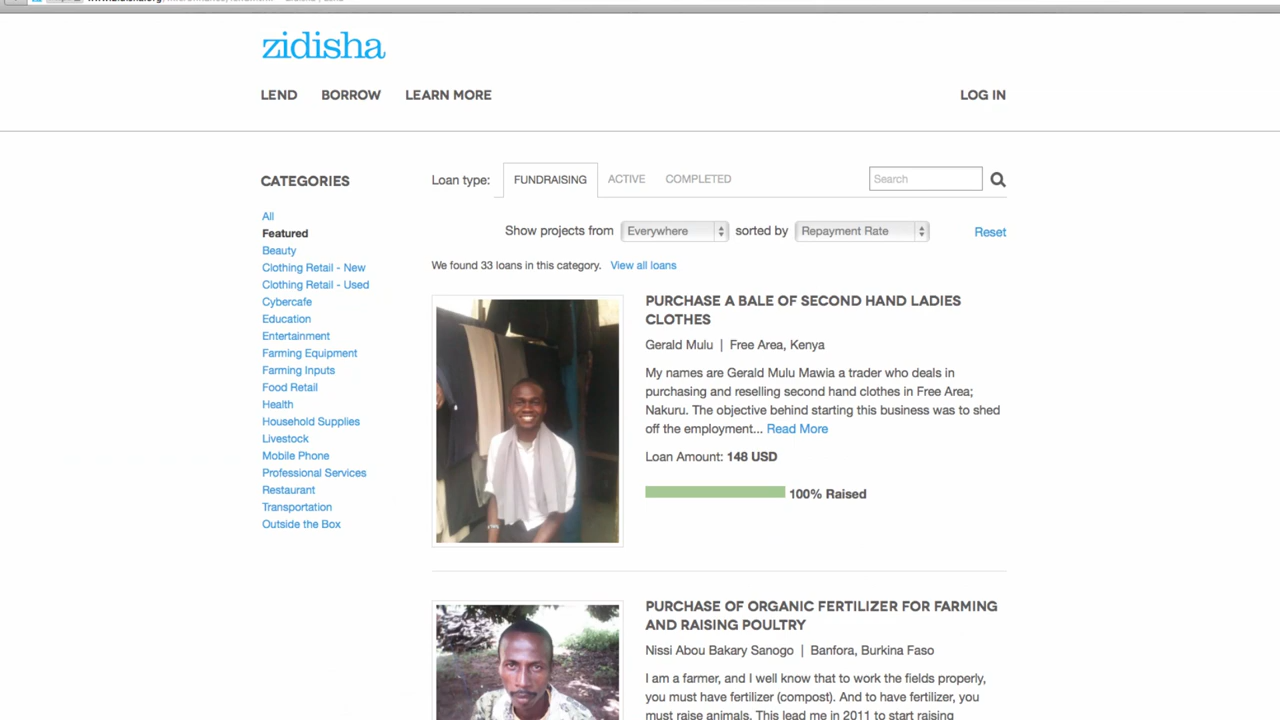 zidisha
LEND BORROW LEARN MORE LOG IN
CATEGORIES
All
Featured
Beauty
Clothing Retail - New
Clothing Retail - Used
Cybercafe
Education
Entertainment
Farming Equipment
Farming Inputs
Food Retail
Health
Household Supplies
Livestock
Mobile Phone
Professional Services
Restaurant
Transportation
Outside the Box
Loan type: FUNDRAISING ACTIVE COMPLETED Search
Show projects from Everywhere sorted by Repayment Rate Reset
We found 33 loans in this category. View all loans
PURCHASE A BALE OF SECOND HAND LADIES
CLOTHES
Gerald Mulu | Free Area, Kenya
My names are Gerald Mulu Mawia a trader who deals in
purchasing and reselling second hand clothes in Free Area;
Nakuru. The objective behind starting this business was to shed
off the employment... Read More
Loan Amount: 148 USD
100% Raised
PURCHASE OF ORGANIC FERTILIZER FOR FARMING
AND RAISING POULTRY
Nissi Abou Bakary Sanogo | Banfora, Burkina Faso
I am a farmer, and I well know that to work the fields properly,
you must have fertilizer (compost). And to have fertilizer, you
must raise animals. This lead me in 2011 to start raising